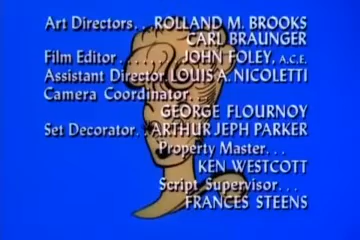 Art Directors. . ROLLAND M. BROOKS
CARL BRAUNGER
Film Editor . . . . . . JOHN FOLEY, A.C.E.
Assistant Director LOUIS A. NICOLETTI
Camera Coordinator. . .
GEORGE FLOURNOY
Set Decorator. . ARTHUR JEPH PARKER
Property Master. . .
KEN WESTCOTT
Script Supervisor. . .
FRANCES STEENS